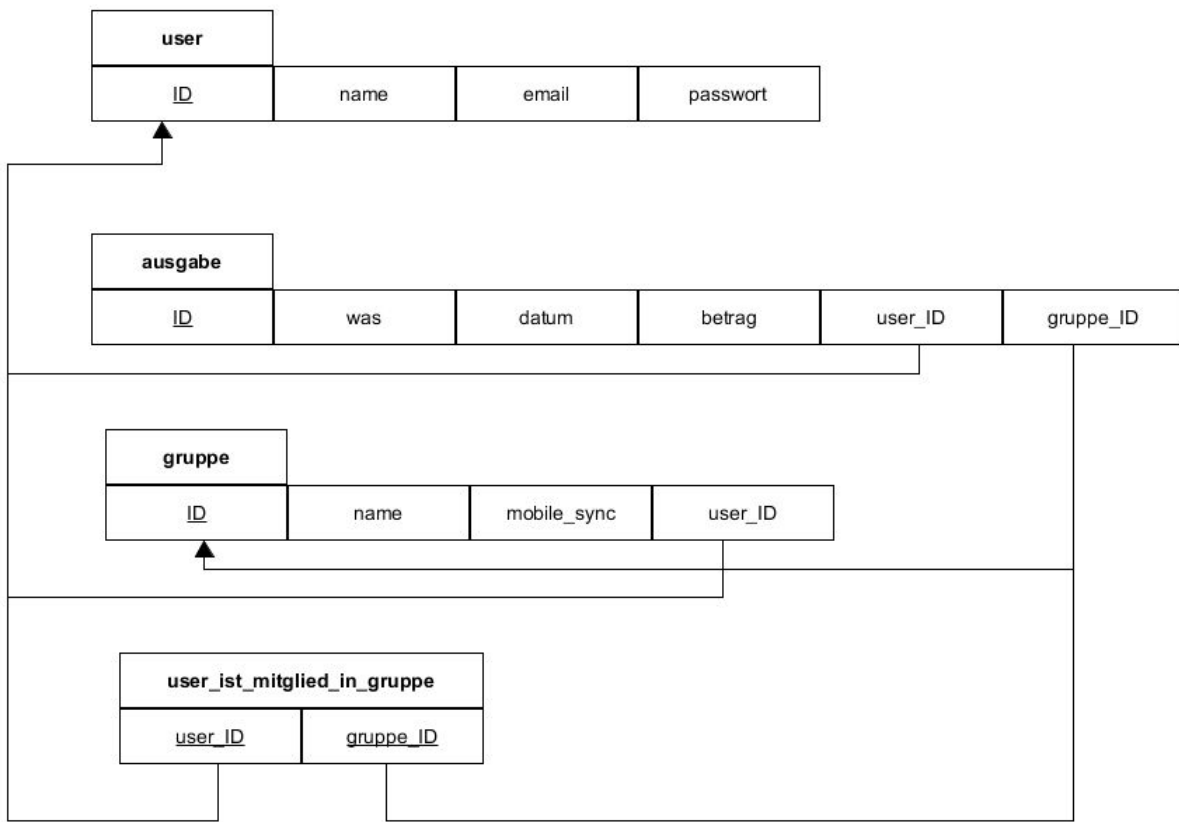 user
ID name email passwort
ausgabe
ID was datum betrag user_ID gruppe_ID
gruppe
ID name mobile_sync user_ID
user_ist_mitglied_in_gruppe
user_ID gruppe_ID